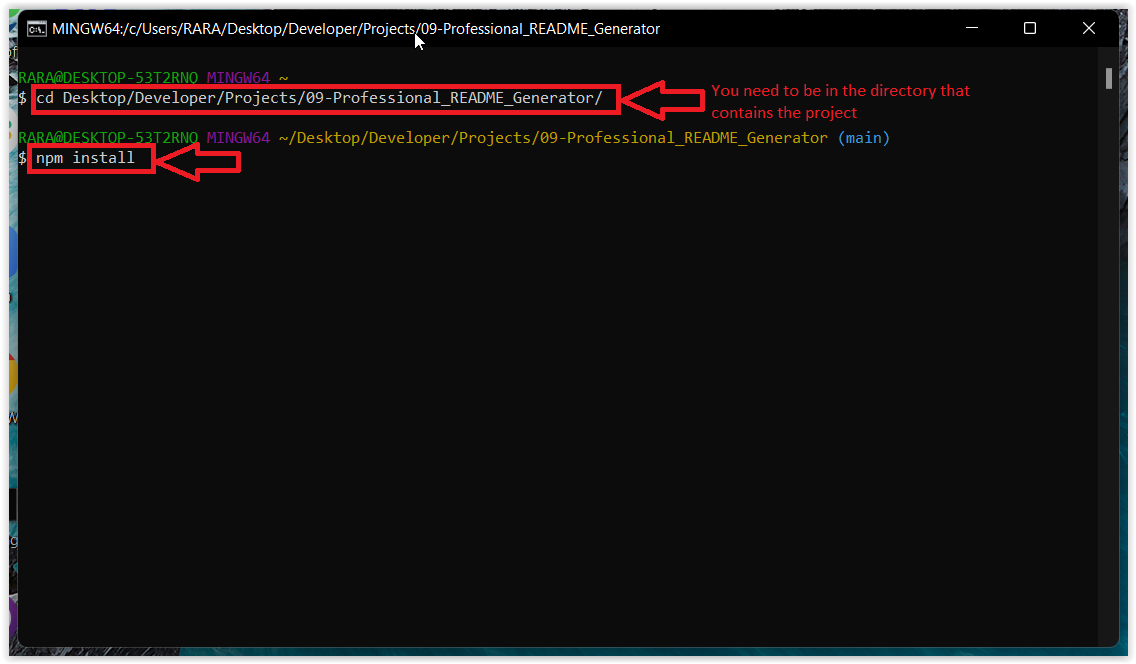 MINGW64:/c/Users/RARA/Desktop/Developer/Projects/09-Professional_README_Generator
RARA@DESKTOP-53T2RNO MINGW64 ~
$ cd Desktop/Developer/Projects/09-Professional_README_Generator/
You need to be in the directory that
contains the project
RARA@DESKTOP-53T2RNO MINGW64 ~/Desktop/Developer/Projects/09-Professional_README_Generator (main)
$ npm install